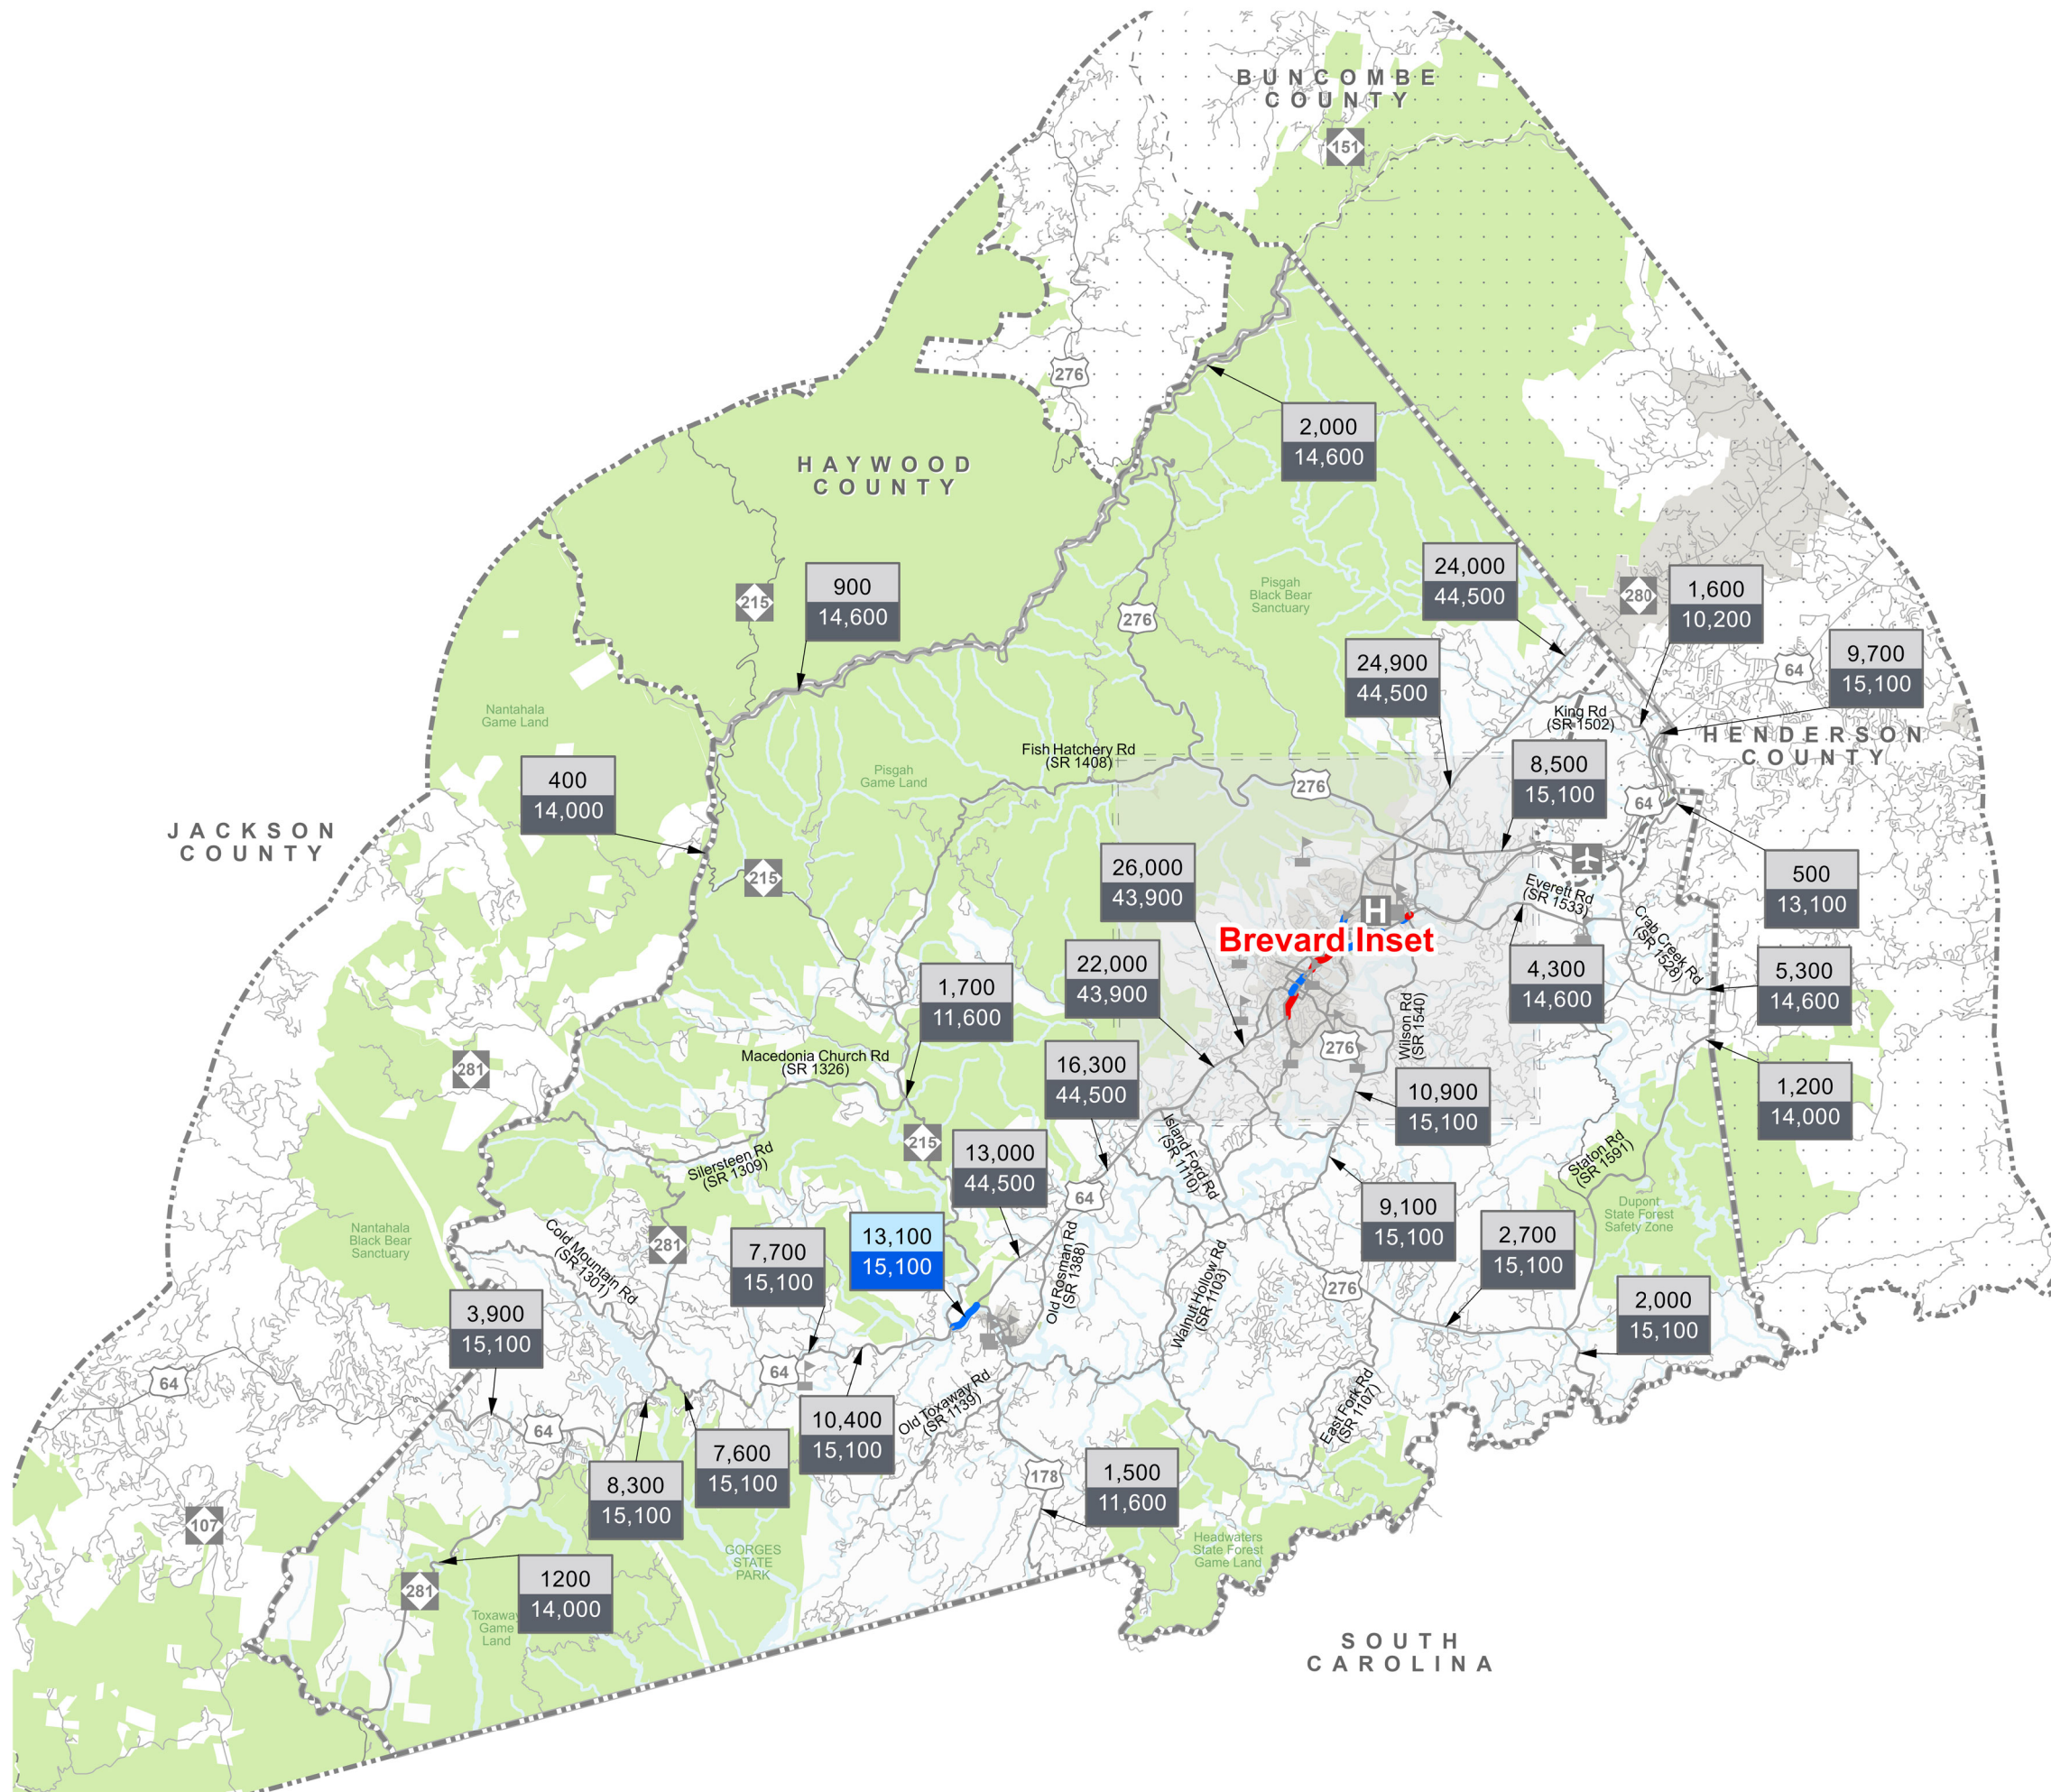 BUNCOMBE
COUNTY
151
276
2,000
14,600
HAYWOOD
COUNTY
215
900
14,600
276
Pisgah
Black Bear
Sanctuary
24,000
44,500
280
1,600
10,200
24,900
44,500
64
9,700
15,100
Nantahala
Game Land
King Rd
(SR 1502)
HENDERSON
COUNTY
Fish Hatchery Rd
(SR 1408)
Pisgah
Game Land
400
14,000
276
8,500
15,100
64
JACKSON
COUNTY
215
26,000
43,900
500
13,100
H
Everett Rd
(SR 1533)
Crab Creek Rd
(SR 1528)
Brevard Inset
22,000
43,900
4,300
14,600
5,300
14,600
1,700
11,600
Wilson Rd
(SR 1540)
276
281
Macedonia Church Rd
(SR 1326)
16,300
44,500
10,900
15,100
1,200
14,000
215
Silersteen Rd
(SR 1309)
13,000
44,500
Island Ford Rd
(SR 1110)
Staton Rd
(SR 1591)
64
Dupont
State Forest
Safety Zone
9,100
15,100
2,700
15,100
Nantahala
Black Bear
Sanctuary
Cold Mountain Rd
(SR 1301)
281
7,700
15,100
13,100
15,100
Old Rosman Rd
(SR 1388)
Walnut Hollow Rd
(SR 1103)
276
3,900
15,100
2,000
15,100
64
64
Old Toxaway Rd
(SR 1139)
East Fork Rd
(SR 1107)
10,400
15,100
64
7,600
15,100
8,300
15,100
178
1,500
11,600
107
GORGES
STATE
PARK
Headwaters
State Forest
Game Land
1200
14,000
281
Toxaway
Game
Land
SOUTH
CAROLINA